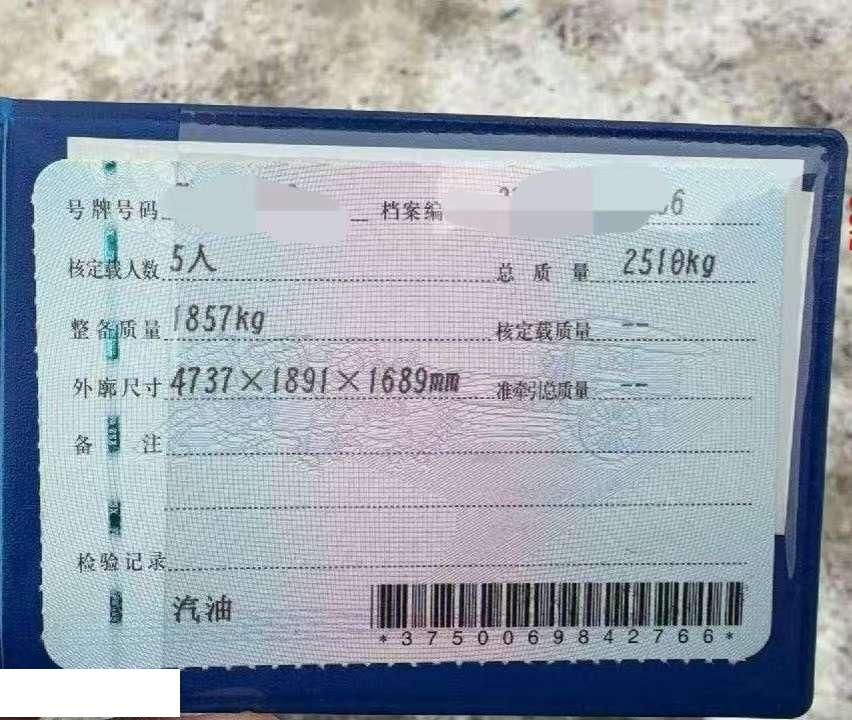 号牌号码 档案编
核定载人数 5人 总质量 2510kg
整备质量 1857kg 核定载质量 --
外廓尺寸 4737×1891×1689mm 准牵引总质量 --
备注
检验记录
汽油
*3750069842766*